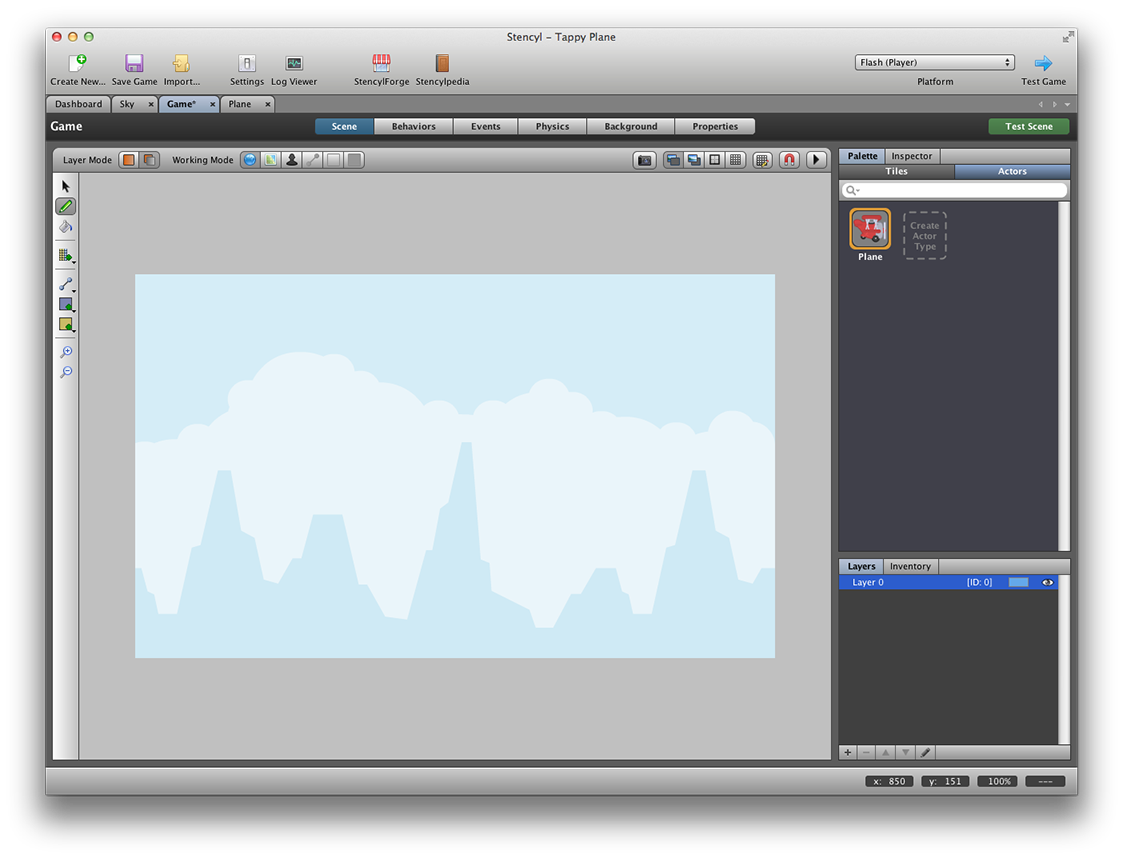 Stencyl – Tappy Plane
Create New... Save Game Import... Settings Log Viewer StencylForge Stencylpedia Flash (Player) Platform Test Game
Dashboard Sky × Game* × Plane ×
Game Scene Behaviors Events Physics Background Properties Test Scene
Layer Mode Working Mode Palette Inspector
Tiles Actors
Create
Actor
Type
Plane
Layers Inventory
Layer 0 [ID: 0]
x: 850 y: 151 100% ---